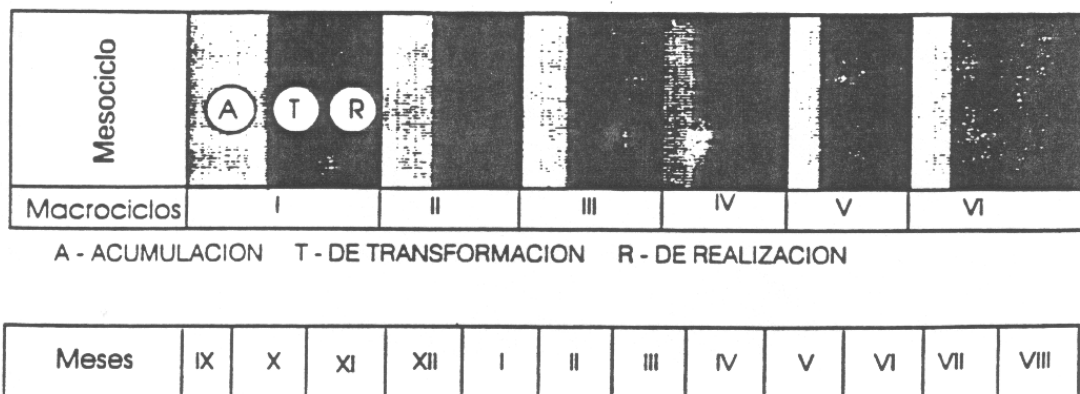 Mesociclo
A T R
Macrociclos I II III IV V VI
A - ACUMULACION T - DE TRANSFORMACION R - DE REALIZACION
Meses IX X XI XII I II III IV V VI VII VIII